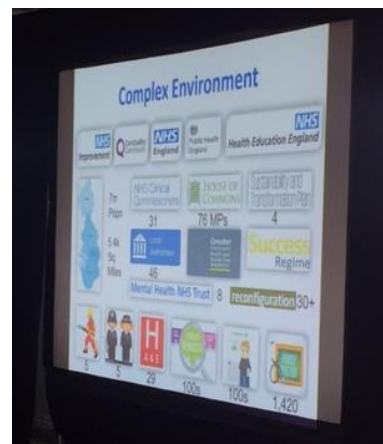 Complex Environment
NHS
Improvement
CareQuality
Commission
NHS
England
Public Health
England
NHS
Health Education England
7m
Popn
5.4k
Sq
Miles
NHS Clinical
Commissioners
31
HOUSE OF
COMMONS
76 MPs
Sustainability and
Transformation Plan
4
Local
Authorities
46
Greater
Success
Regime
Mental Health NHS Trust
8
reconfiguration
30+
5
5
H
A&E
29
100s
100s
1,420